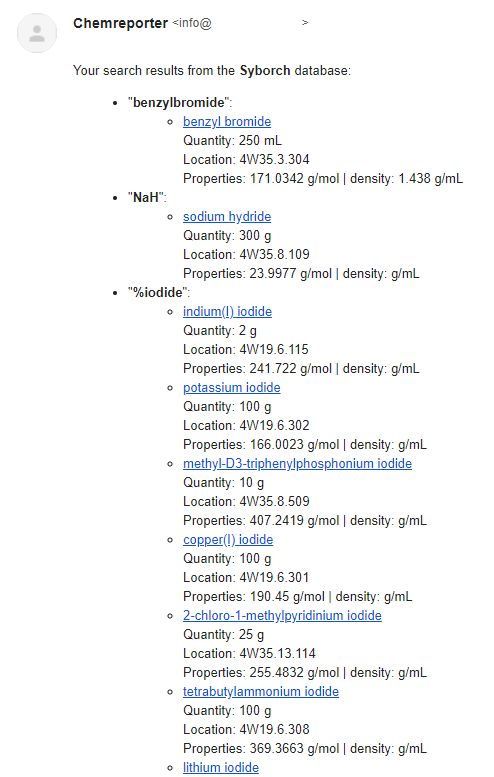 Chemreporter <info@ >
Your search results from the Syborch database:
• "benzylbromide":
◦ benzyl bromide
Quantity: 250 mL
Location: 4W35.3.304
Properties: 171.0342 g/mol | density: 1.438 g/mL
• "NaH":
◦ sodium hydride
Quantity: 300 g
Location: 4W35.8.109
Properties: 23.9977 g/mol | density: g/mL
• "%iodide":
◦ indium(I) iodide
Quantity: 2 g
Location: 4W19.6.115
Properties: 241.722 g/mol | density: g/mL
◦ potassium iodide
Quantity: 100 g
Location: 4W19.6.302
Properties: 166.0023 g/mol | density: g/mL
◦ methyl-D3-triphenylphosphonium iodide
Quantity: 10 g
Location: 4W35.8.509
Properties: 407.2419 g/mol | density: g/mL
◦ copper(I) iodide
Quantity: 100 g
Location: 4W19.6.301
Properties: 190.45 g/mol | density: g/mL
◦ 2-chloro-1-methylpyridinium iodide
Quantity: 25 g
Location: 4W35.13.114
Properties: 255.4832 g/mol | density: g/mL
◦ tetrabutylammonium iodide
Quantity: 100 g
Location: 4W19.6.308
Properties: 369.3663 g/mol | density: g/mL
◦ lithium iodide